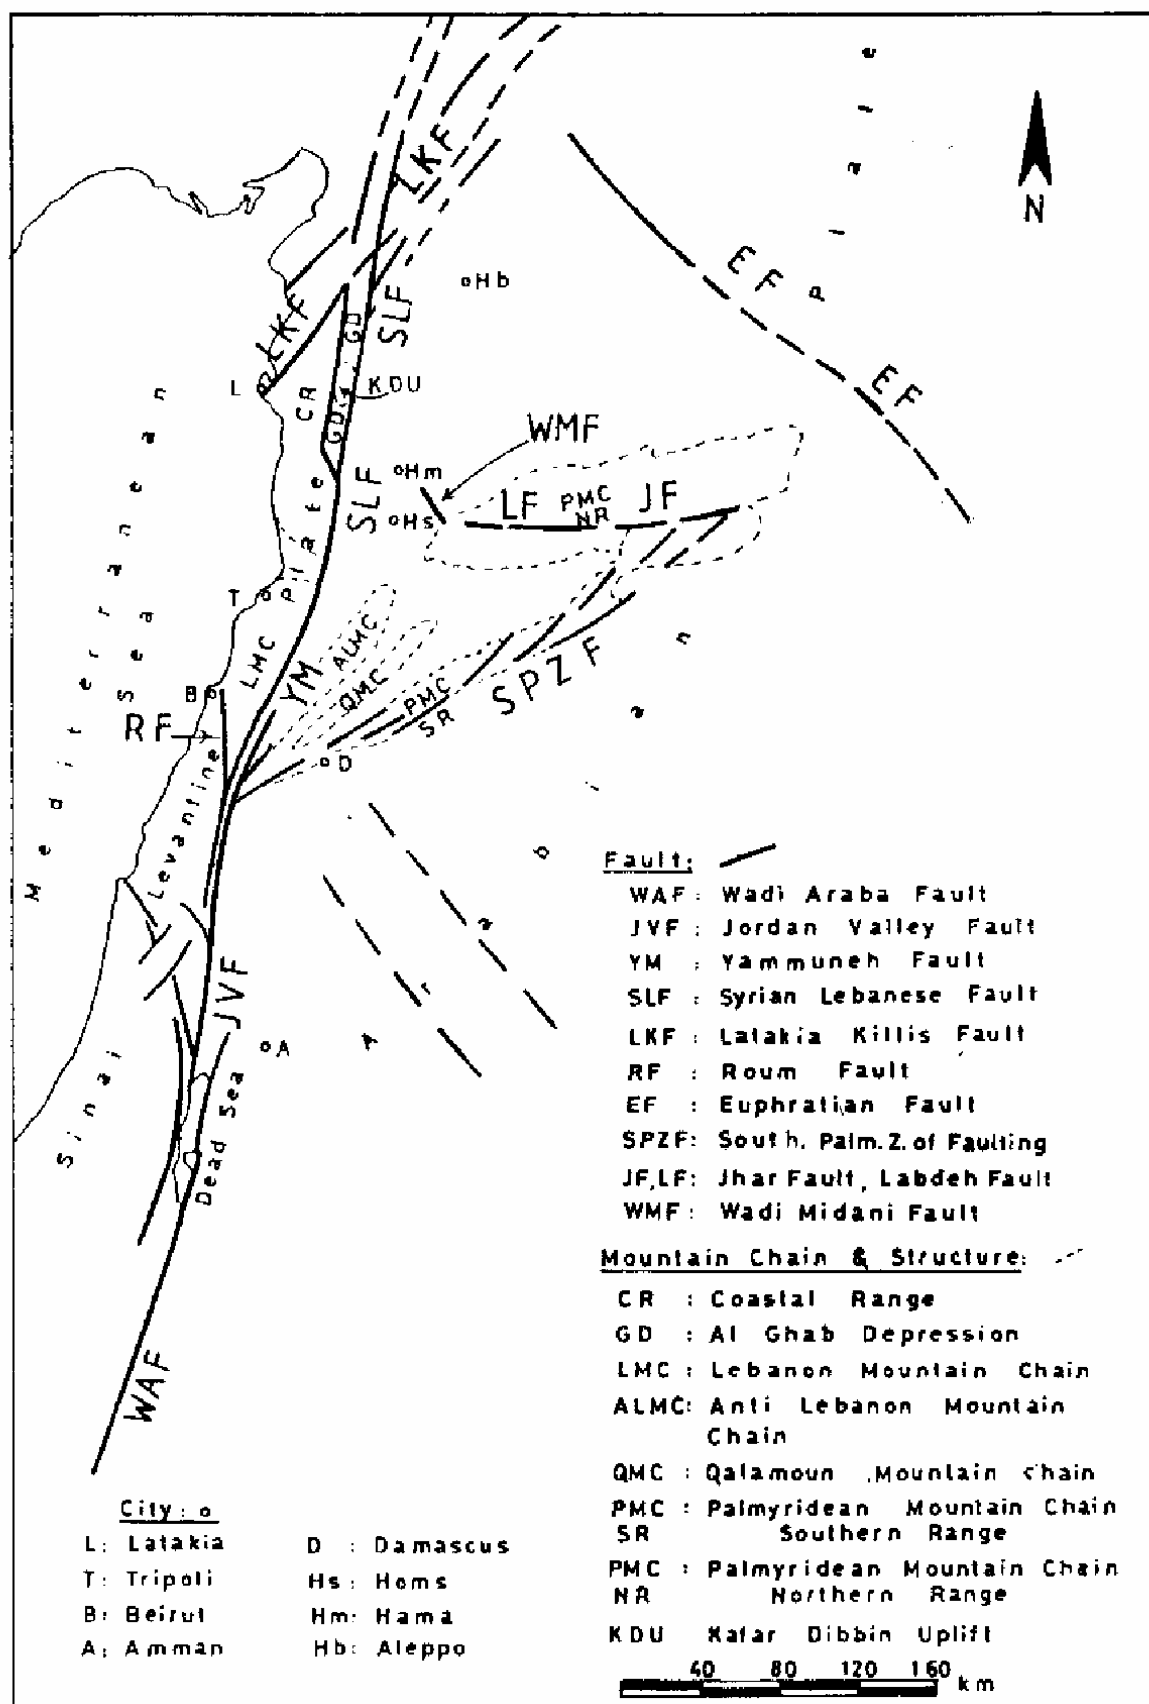 Plate
N
LKF
EF
Hb
LKF
GD
SLF
EF
L
CR
KDU
GD
WMF
Mediterranean
Sea
Hm
SLF
LF
PMC
NR
JF
Hs
Plate
T
ALMC
LMC
YM
QMC
PMC
SR
SPZF
B
RF
D
Levantine
Arabian
JVF
A
Sinai
Dead Sea
WAF
Fault:
WAF: Wadi Araba Fault
JVF: Jordan Valley Fault
YM : Yammuneh Fault
SLF: Syrian Lebanese Fault
LKF: Latakia Killis Fault
RF : Roum Fault
EF : Euphratian Fault
SPZF: South. Palm. Z. of Faulting
JF,LF: Jhar Fault, Labdeh Fault
WMF: Wadi Midani Fault
Mountain Chain & Structure:
CR : Coastal Range
GD : Al Ghab Depression
LMC : Lebanon Mountain Chain
ALMC: Anti Lebanon Mountain
Chain
QMC : Qalamoun Mountain Chain
PMC : Palmyridean Mountain Chain
SR Southern Range
PMC : Palmyridean Mountain Chain
NR Northern Range
KDU Kafar Dibbin Uplift
City: o
L: Latakia
T: Tripoli
B: Beirut
A: Amman
D : Damascus
Hs: Homs
Hm: Hama
Hb: Aleppo
40 80 120 160 km